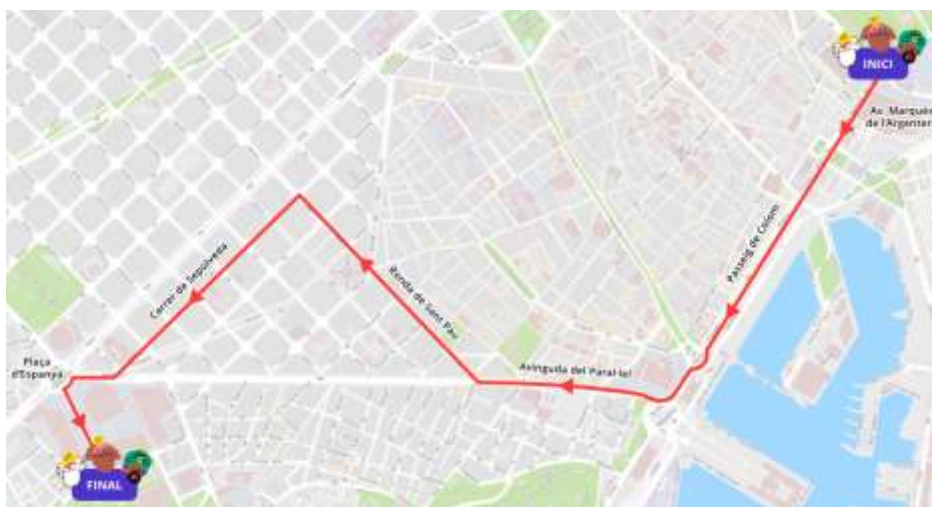 INICI
Av. Marquès
de l'Argentera
Passeig de Colom
Avinguda del Paral·lel
Ronda de Sant Pau
Carrer de Sepúlveda
Plaça
d'Espanya
FINAL